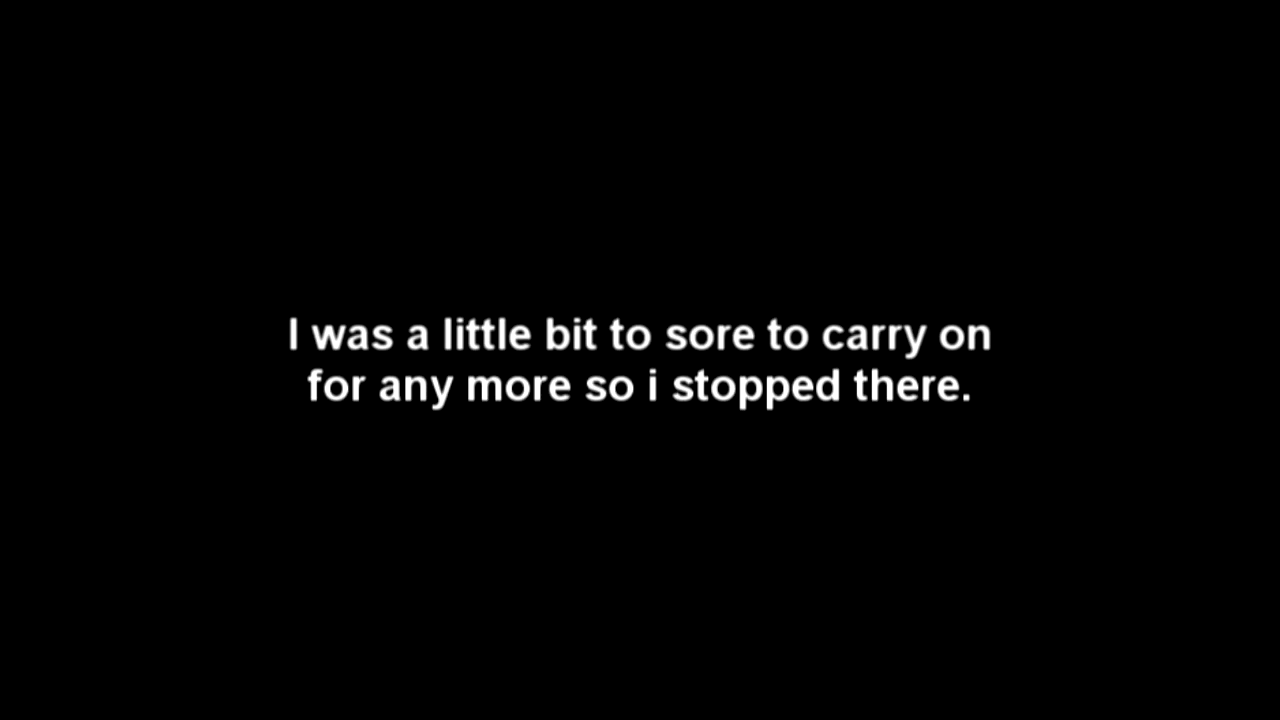 I was a little bit to sore to carry on
for any more so i stopped there.